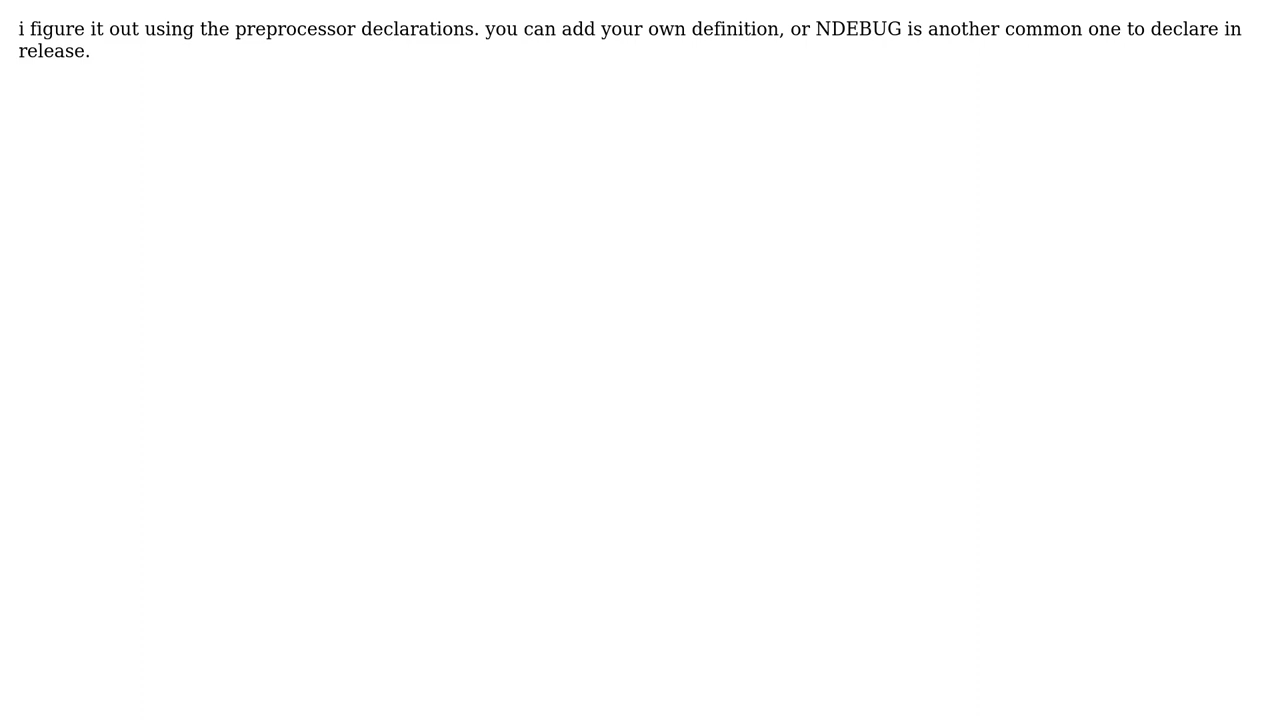 i figure it out using the preprocessor declarations. you can add your own definition, or NDEBUG is another common one to declare in
release.